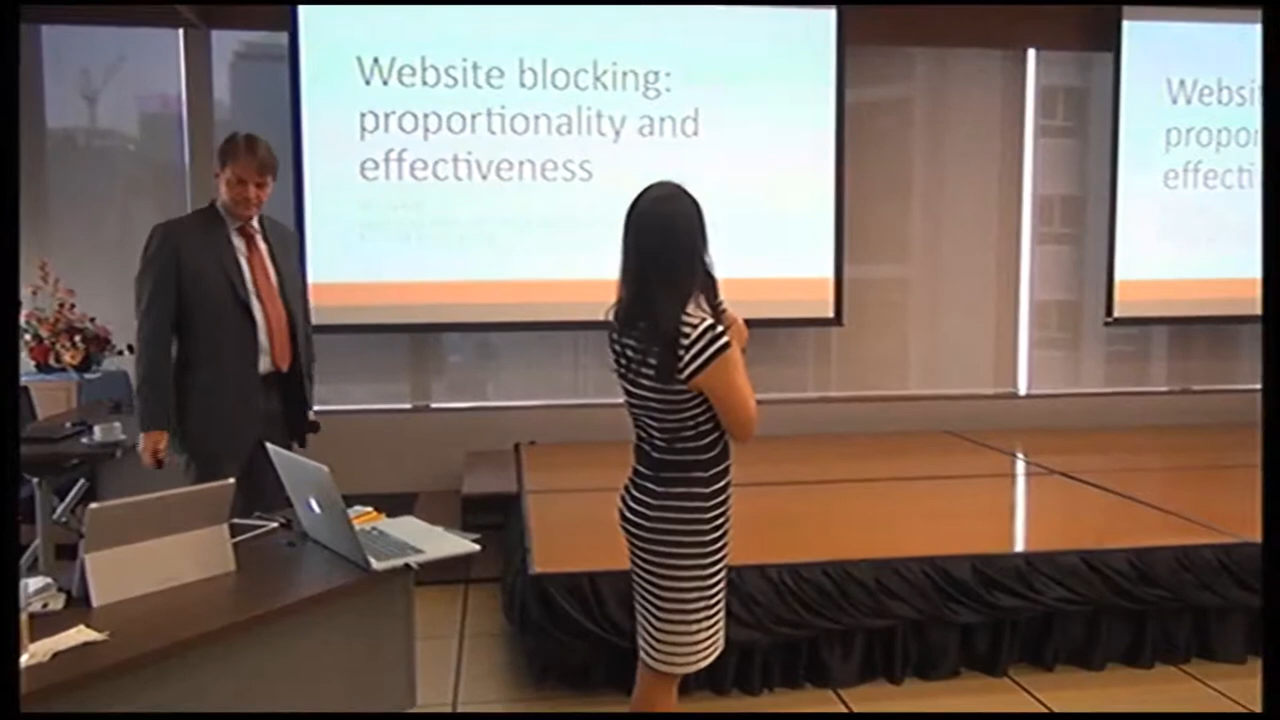 Website blocking:
proportionality and
effectiveness
Websi
propor
effecti